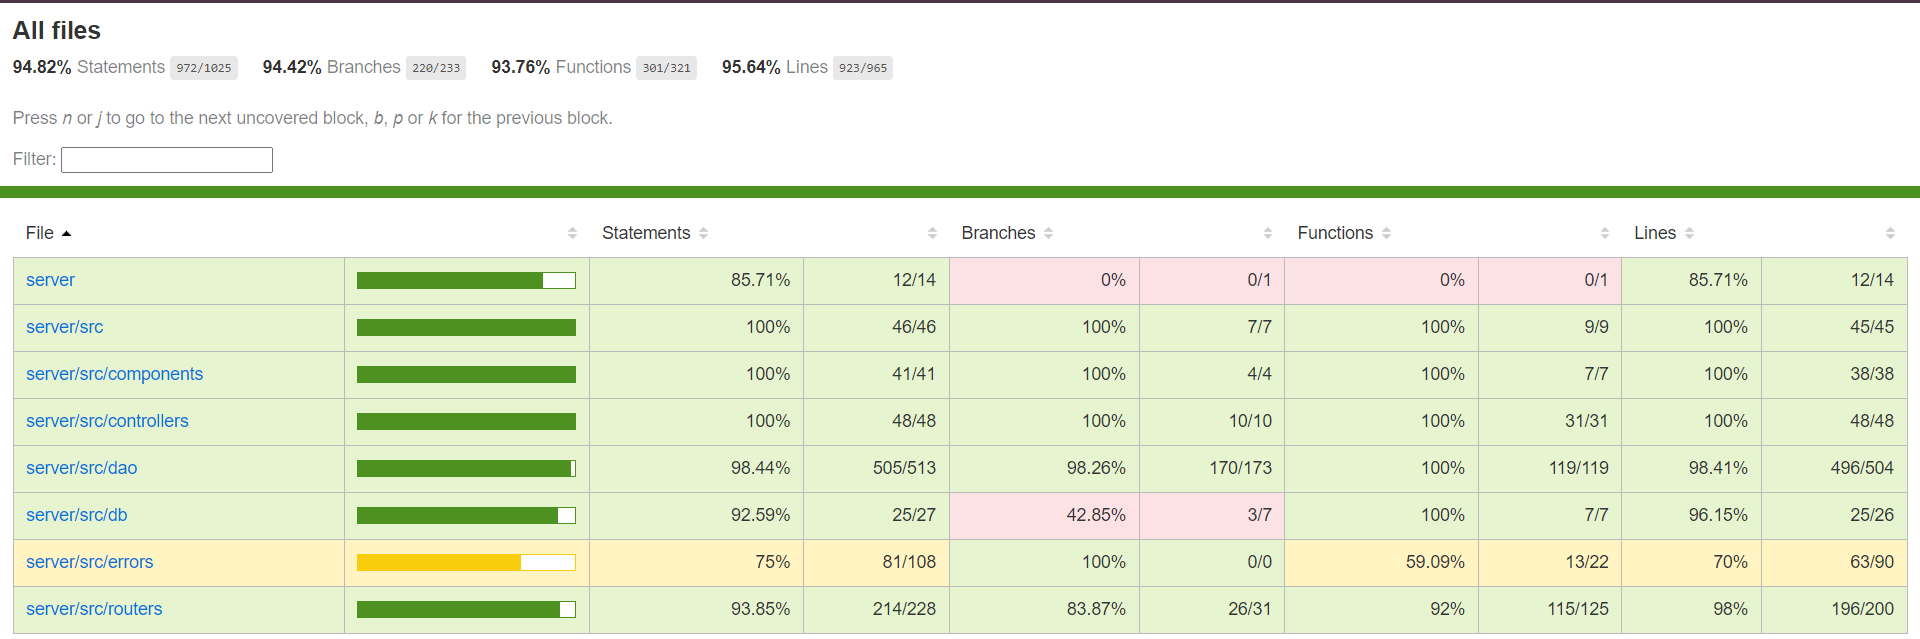 All files
94.82% Statements 972/1025 94.42% Branches 220/233 93.76% Functions 301/321 95.64% Lines 923/965
Press n or j to go to the next uncovered block, b, p or k for the previous block.
Filter:
File Statements Branches Functions Lines
server 85.71% 12/14 0% 0/1 0% 0/1 85.71% 12/14
server/src 100% 46/46 100% 7/7 100% 9/9 100% 45/45
server/src/components 100% 41/41 100% 4/4 100% 7/7 100% 38/38
server/src/controllers 100% 48/48 100% 10/10 100% 31/31 100% 48/48
server/src/dao 98.44% 505/513 98.26% 170/173 100% 119/119 98.41% 496/504
server/src/db 92.59% 25/27 42.85% 3/7 100% 7/7 96.15% 25/26
server/src/errors 75% 81/108 100% 0/0 59.09% 13/22 70% 63/90
server/src/routers 93.85% 214/228 83.87% 26/31 92% 115/125 98% 196/200